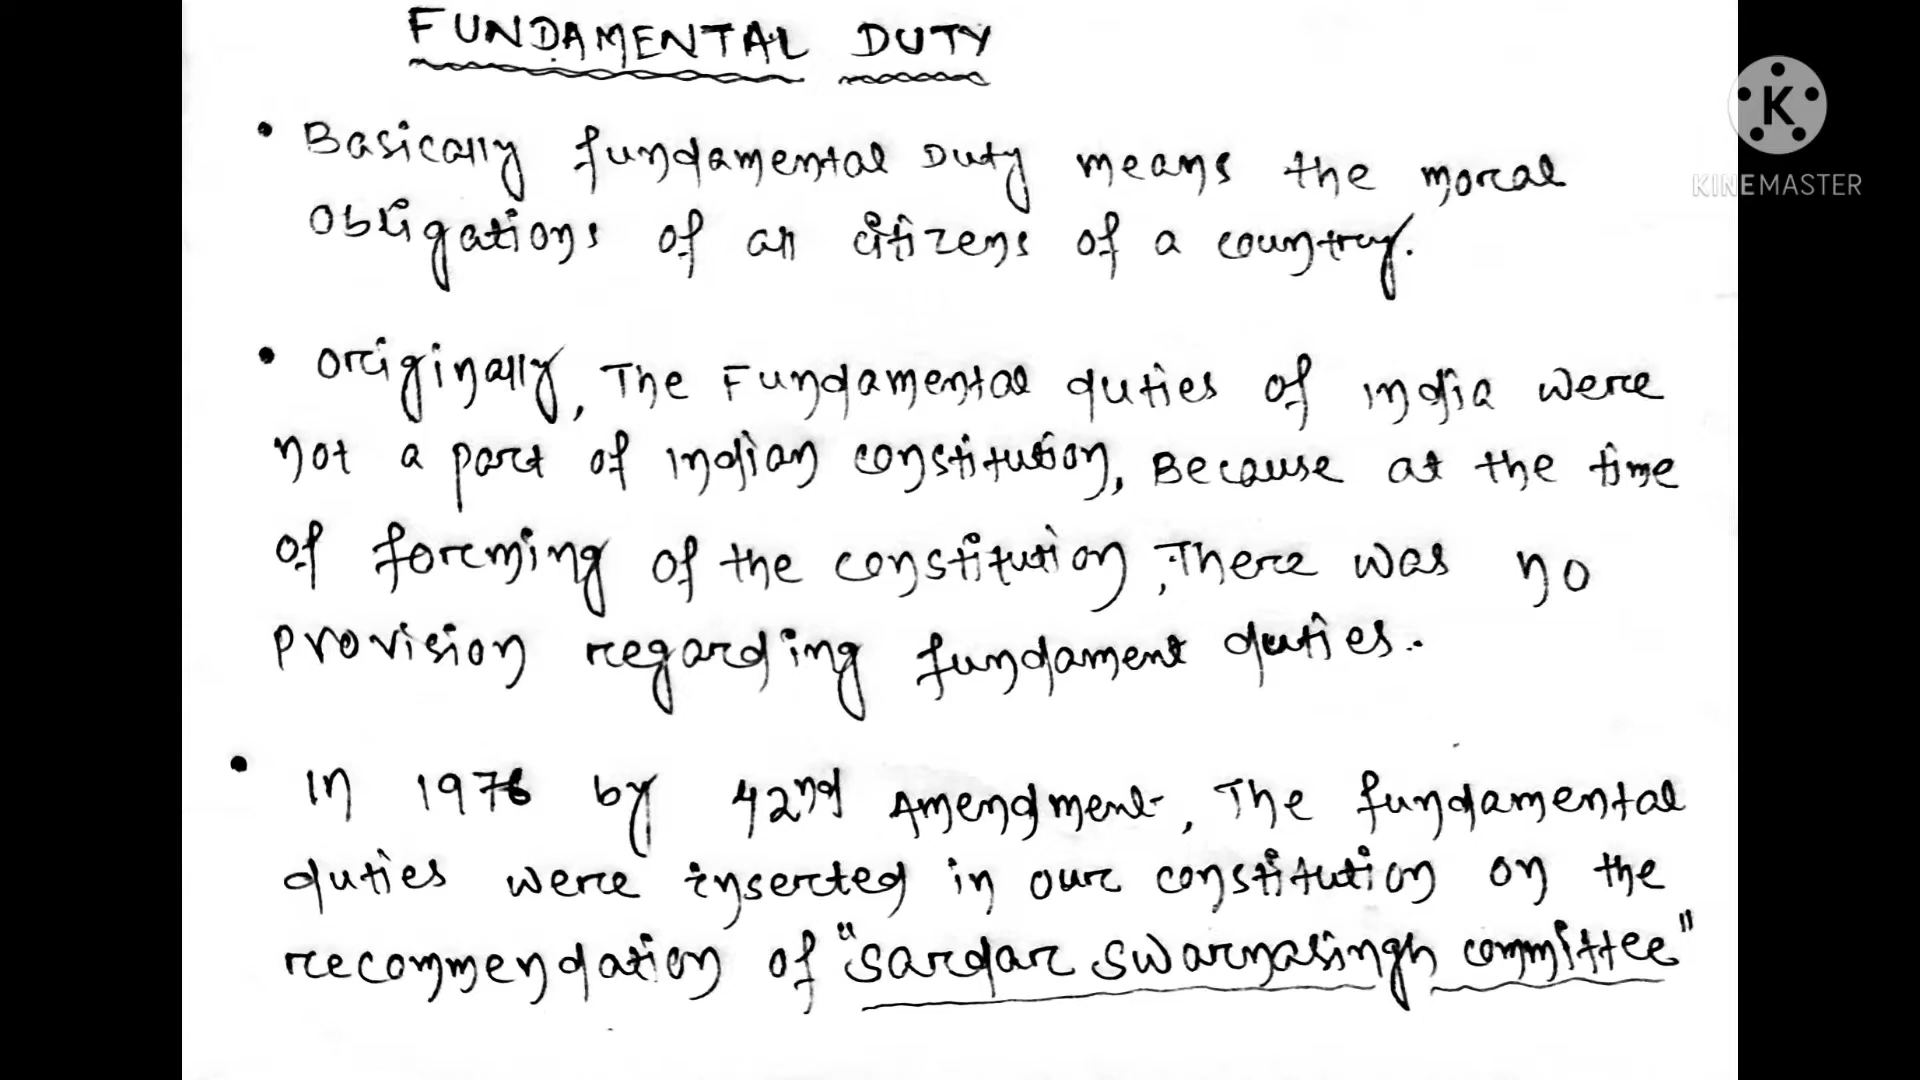 FUNDAMENTAL DUTY
• Basically fundamental Duty means the moral
obligations of all citizens of a country.
• Originally, The Fundamental duties of india were
not a part of indian constitution, Because at the time
of forming of the constitution, There was no
provision regarding fundament duties.
• In 1976 by 42nd Amendment, The fundamental
duties were inserted in our constitution on the
recommendation of "Sardar Swarnasingh committee"
K
KINEMASTER